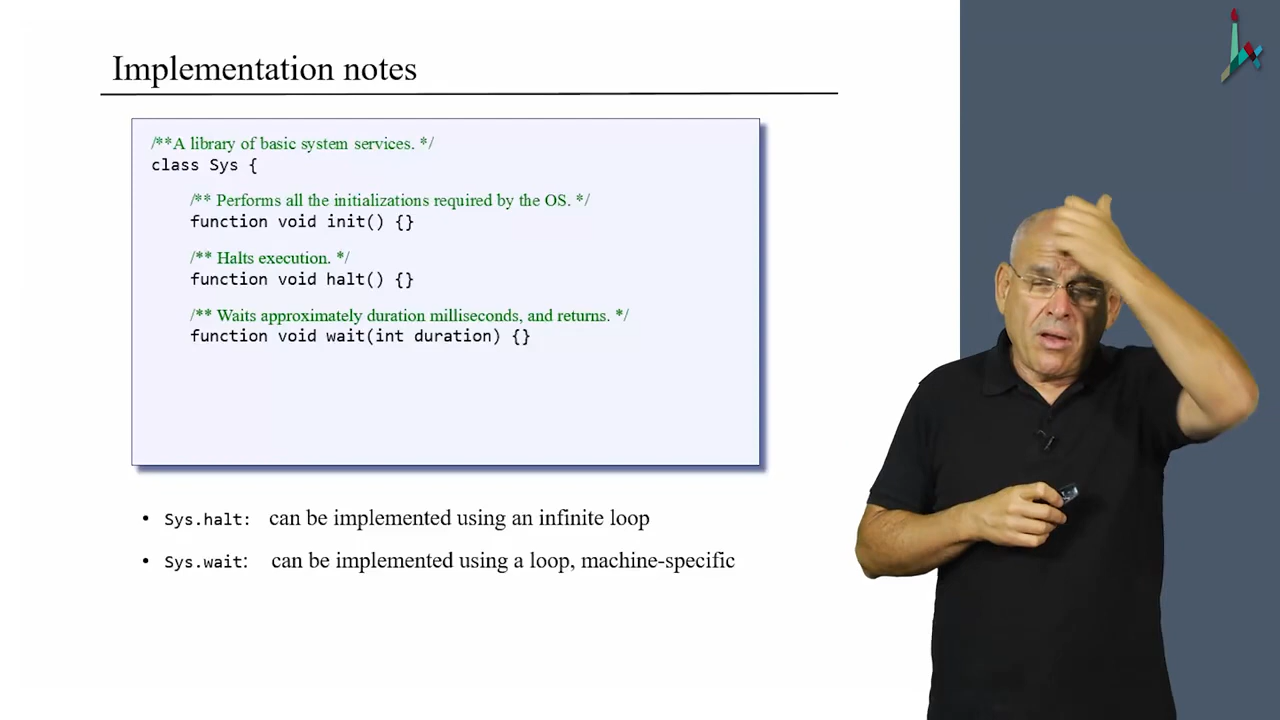 Implementation notes
/**A library of basic system services. */
class Sys {
/** Performs all the initializations required by the OS. */
function void init() {}
/** Halts execution. */
function void halt() {}
/** Waits approximately duration milliseconds, and returns. */
function void wait(int duration) {}
• Sys.halt: can be implemented using an infinite loop
• Sys.wait: can be implemented using a loop, machine-specific